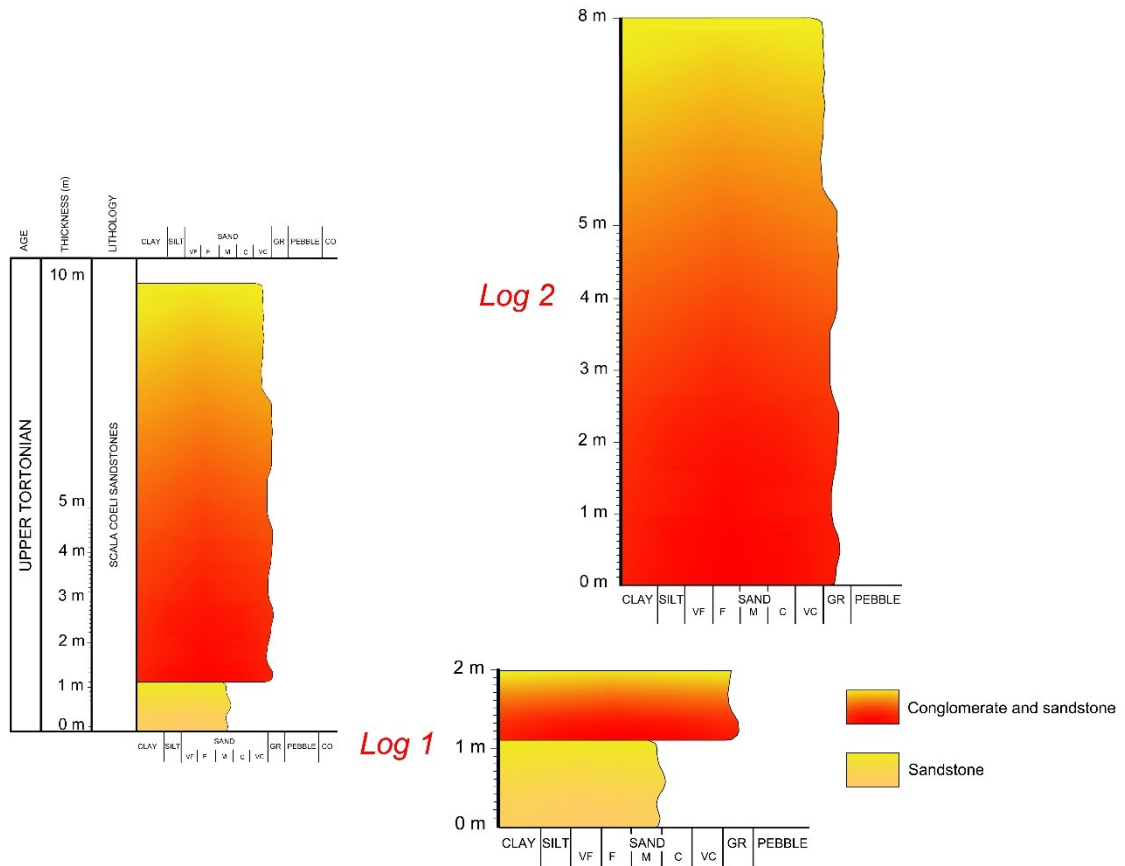 AGE
THICKNESS (m)
LITHOLOGY
CLAY SILT SAND GR PEBBLE CO
VF F M C VC
10 m
5 m
4 m
3 m
2 m
1 m
0 m
UPPER TORTONIAN
SCALA COELI SANDSTONES
CLAY SILT SAND GR PEBBLE CO
VF F M C VC
Log 2
8 m
5 m
4 m
3 m
2 m
1 m
0 m
CLAY SILT SAND GR PEBBLE
VF F M C VC
Log 1
2 m
1 m
0 m
CLAY SILT SAND GR PEBBLE
VF F M C VC
Conglomerate and sandstone
Sandstone